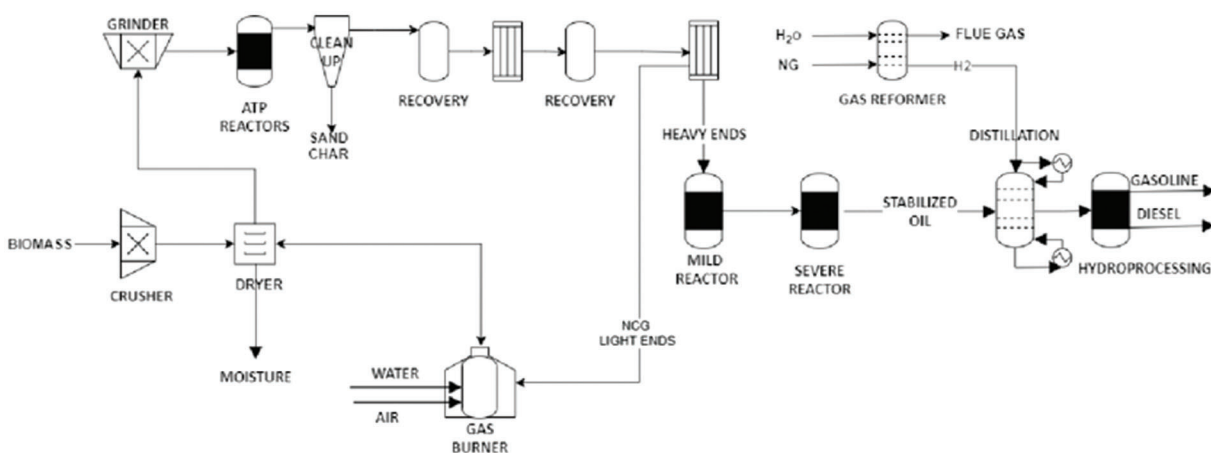 GRINDER
CLEAN
UP
ATP
REACTORS
SAND
CHAR
RECOVERY
RECOVERY
H₂o
NG
FLUE GAS
H2
GAS REFORMER
HEAVY ENDS
DISTILLATION
GASOLINE
DIESEL
STABILIZED
OIL
MILD
REACTOR
SEVERE
REACTOR
HYDROPROCESSING
BIOMASS
CRUSHER
DRYER
MOISTURE
NCG
LIGHT ENDS
WATER
AIR
GAS
BURNER